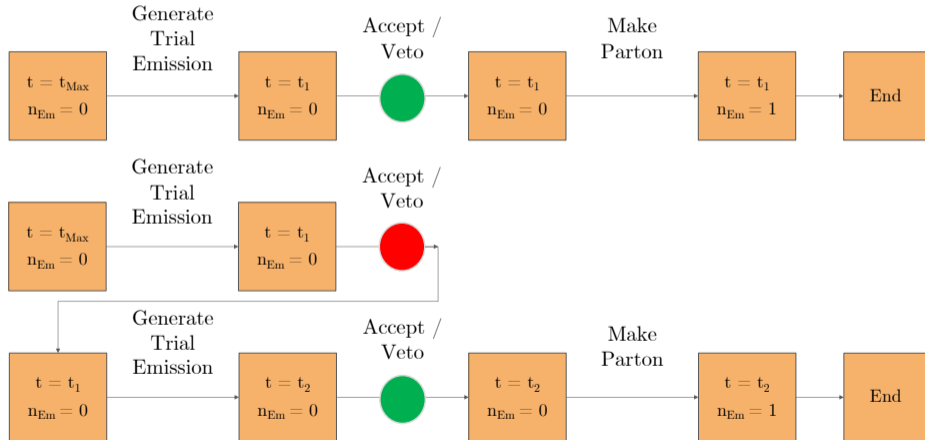 Generate
Trial
Emission
Accept /
Veto
Make
Parton
t = t_Max
n_Em = 0
t = t_1
n_Em = 0
t = t_1
n_Em = 0
t = t_1
n_Em = 1
End
Generate
Trial
Emission
Accept /
Veto
t = t_Max
n_Em = 0
t = t_1
n_Em = 0
Generate
Trial
Emission
Accept /
Veto
Make
Parton
t = t_1
n_Em = 0
t = t_2
n_Em = 0
t = t_2
n_Em = 0
t = t_2
n_Em = 1
End